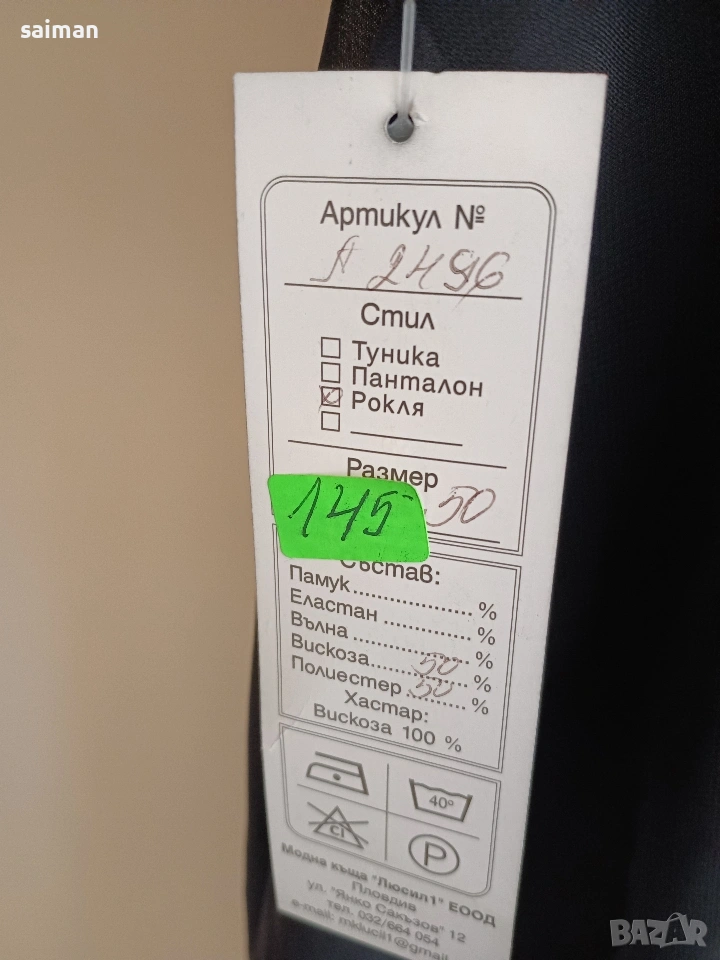 saiman
Артикул №
A 2496
Стил
Туника
Панталон
Рокля
Размер
145 50
Състав:
Памук.................. %
Еластан ............... %
Вълна .................. %
Вискоза...50... %
Полиестер ..50.. %
Хастар:
Вискоза 100 %
40°
Cl
P
Модна къща "Люсил1" ЕООД
Пловдив
ул. "Янко Сакъзов" 12
тел. 032/664 054
e-mail: mklucil1@gmail
BAZAR